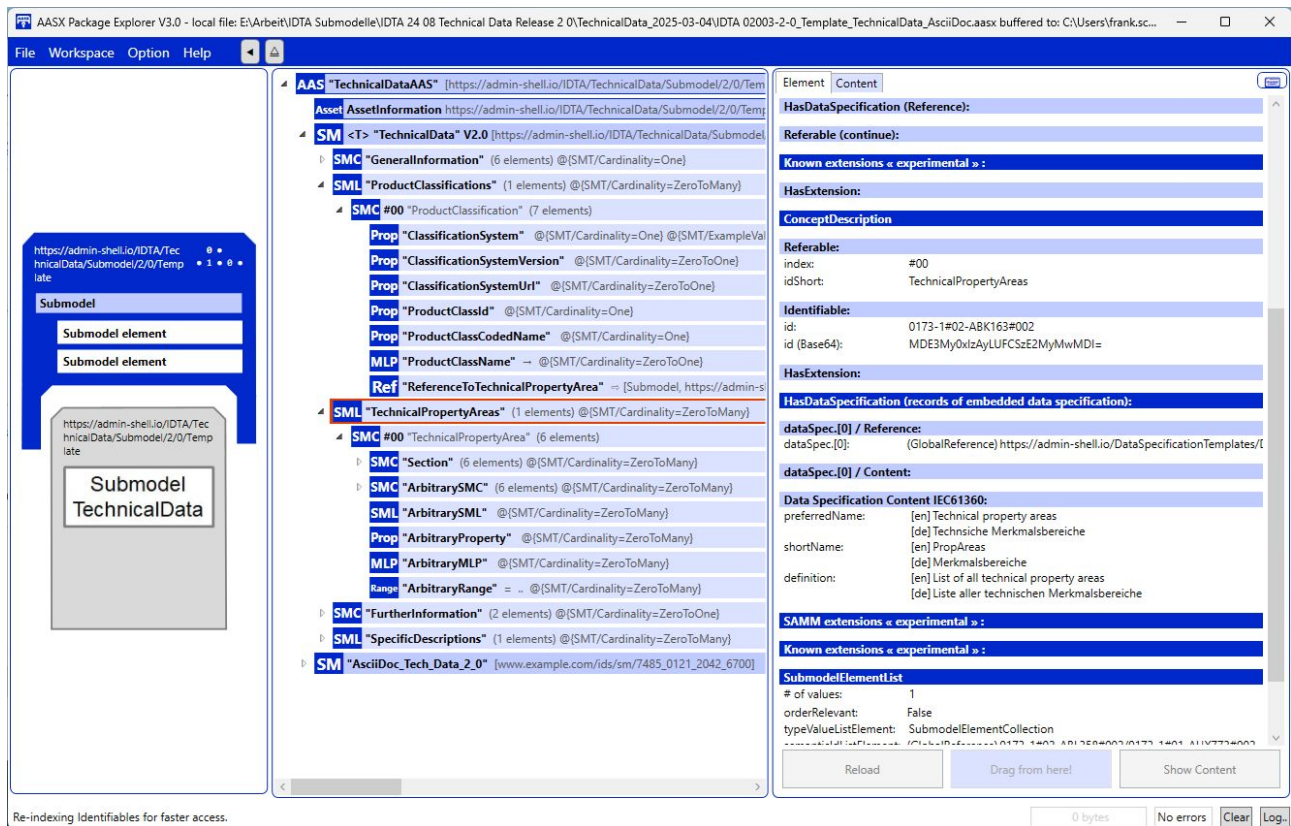 AASX Package Explorer V3.0 - local file: E:\Arbeit\IDTA Submodelle\IDTA 24 08 Technical Data Release 2 0\TechnicalData_2025-03-04\IDTA 02003-2-0_Template_TechnicalData_AsciiDoc.aasx buffered to: C:\Users\frank.sc...
File Workspace Option Help
https://admin-shell.io/IDTA/Tec
hnicalData/Submodel/2/0/Temp
late
0
1 0
Submodel
Submodel element
Submodel element
https://admin-shell.io/IDTA/Tec
hnicalData/Submodel/2/0/Temp
late
Submodel
TechnicalData
AAS "TechnicalDataAAS" [https://admin-shell.io/IDTA/TechnicalData/Submodel/2/0/Tem
Asset AssetInformation https://admin-shell.io/IDTA/TechnicalData/Submodel/2/0/Temp
SM <T> "TechnicalData" V2.0 [https://admin-shell.io/IDTA/TechnicalData/Submodel
SMC "GeneralInformation" (6 elements) @{SMT/Cardinality=One}
SML "ProductClassifications" (1 elements) @{SMT/Cardinality=ZeroToMany}
SMC #00 "ProductClassification" (7 elements)
Prop "ClassificationSystem" @{SMT/Cardinality=One} @{SMT/ExampleVal
Prop "ClassificationSystemVersion" @{SMT/Cardinality=ZeroToOne}
Prop "ClassificationSystemUrl" @{SMT/Cardinality=ZeroToOne}
Prop "ProductClassId" @{SMT/Cardinality=One}
Prop "ProductClassCodedName" @{SMT/Cardinality=One}
MLP "ProductClassName" → @{SMT/Cardinality=ZeroToOne}
Ref "ReferenceToTechnicalPropertyArea" ⇨ [Submodel, https://admin-s
SML "TechnicalPropertyAreas" (1 elements) @{SMT/Cardinality=ZeroToMany}
SMC #00 "TechnicalPropertyArea" (6 elements)
SMC "Section" (6 elements) @{SMT/Cardinality=ZeroToMany}
SMC "ArbitrarySMC" (6 elements) @{SMT/Cardinality=ZeroToMany}
SML "ArbitrarySML" @{SMT/Cardinality=ZeroToMany}
Prop "ArbitraryProperty" @{SMT/Cardinality=ZeroToMany}
MLP "ArbitraryMLP" @{SMT/Cardinality=ZeroToMany}
Range "ArbitraryRange" = .. @{SMT/Cardinality=ZeroToMany}
SMC "FurtherInformation" (2 elements) @{SMT/Cardinality=ZeroToOne}
SML "SpecificDescriptions" (1 elements) @{SMT/Cardinality=ZeroToMany}
SM "AsciiDoc_Tech_Data_2_0" [www.example.com/ids/sm/7485_0121_2042_6700]
Element Content
HasDataSpecification (Reference):
Referable (continue):
Known extensions « experimental » :
HasExtension:
ConceptDescription
Referable:
index: #00
idShort: TechnicalPropertyAreas
Identifiable:
id: 0173-1#02-ABK163#002
id (Base64): MDE3My0xIzAyLUFCSzE2MyMwMDI=
HasExtension:
HasDataSpecification (records of embedded data specification):
dataSpec.[0] / Reference:
dataSpec.[0]: (GlobalReference) https://admin-shell.io/DataSpecificationTemplates/D
dataSpec.[0] / Content:
Data Specification Content IEC61360:
preferredName: [en] Technical property areas
[de] Technsiche Merkmalsbereiche
shortName: [en] PropAreas
[de] Merkmalsbereiche
definition: [en] List of all technical property areas
[de] Liste aller technischen Merkmalsbereiche
SAMM extensions « experimental » :
Known extensions « experimental » :
SubmodelElementList
# of values: 1
orderRelevant: False
typeValueListElement: SubmodelElementCollection
Reload Drag from here! Show Content
Re-indexing Identifiables for faster access.
0 bytes No errors Clear Log..